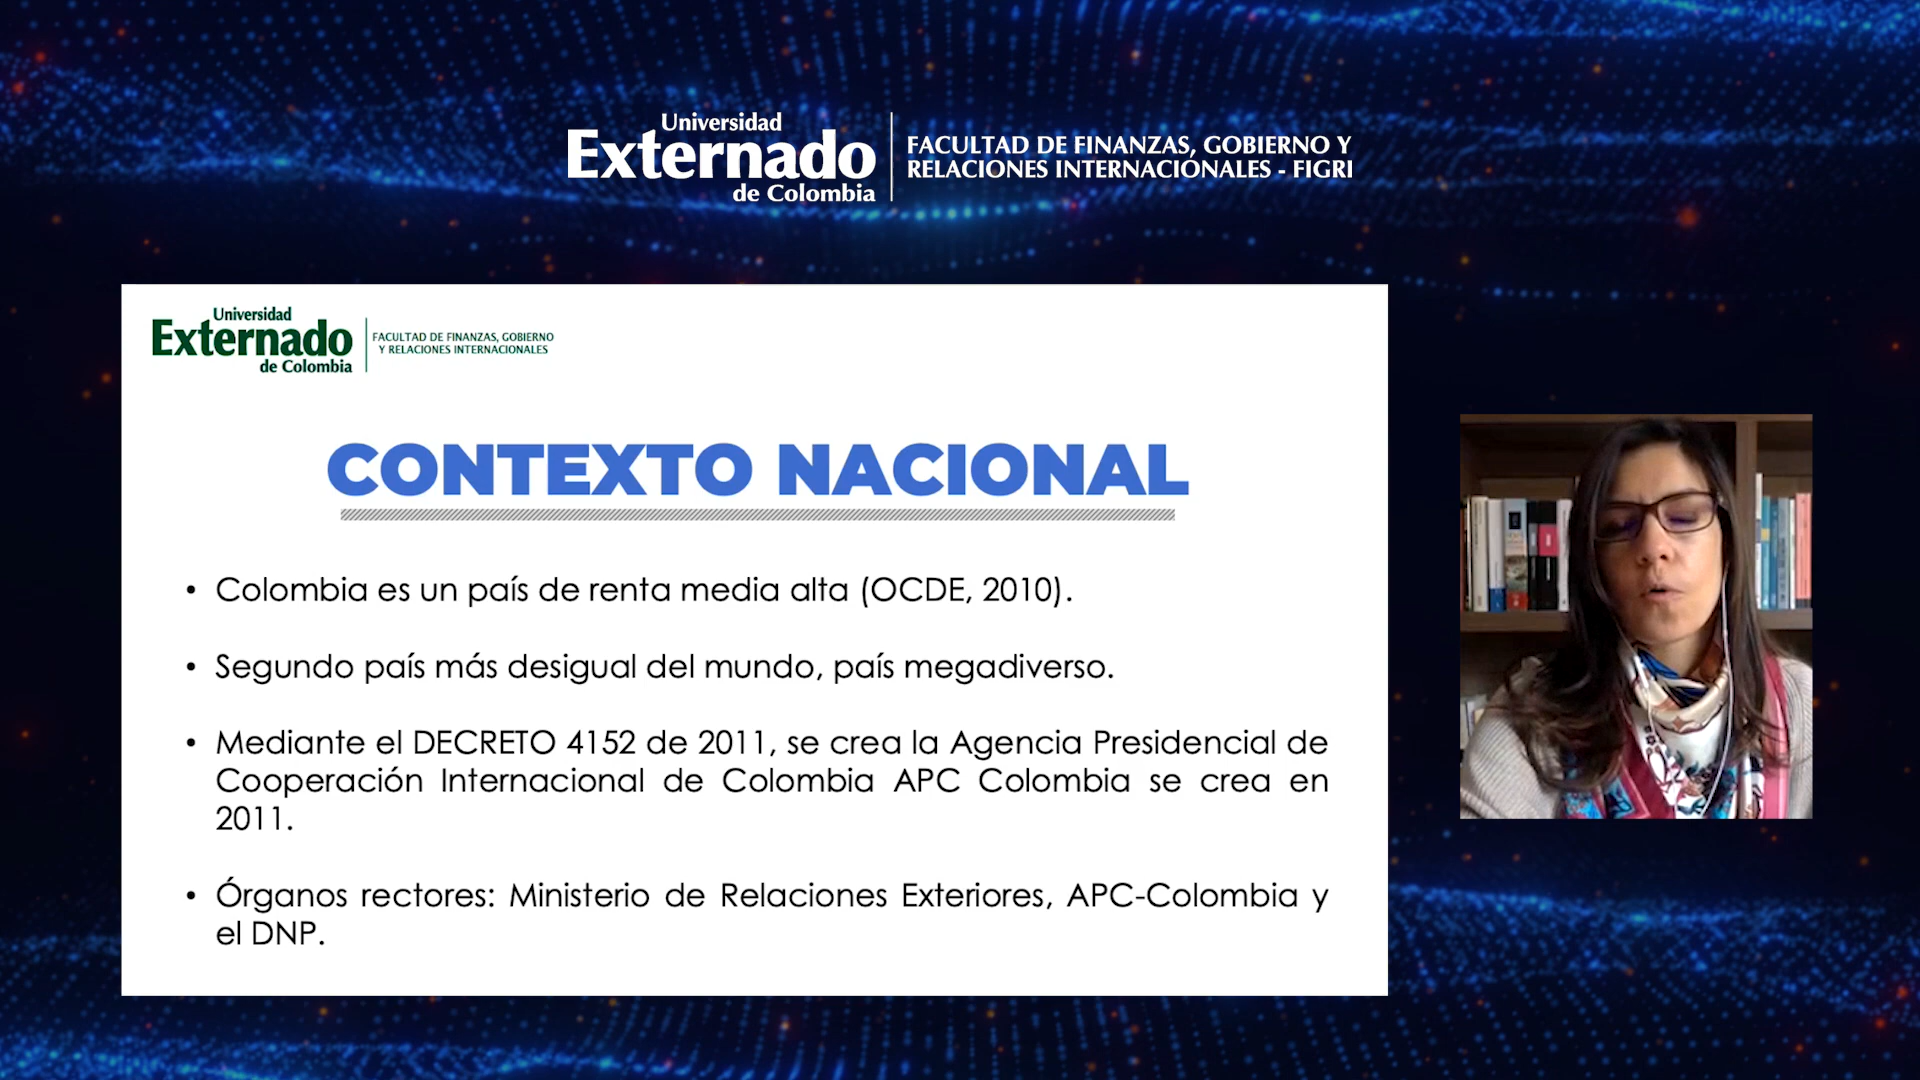 Universidad
Externado
de Colombia
FACULTAD DE FINANZAS, GOBIERNO Y
RELACIONES INTERNACIONALES - FIGRI
Universidad
Externado
de Colombia
FACULTAD DE FINANZAS, GOBIERNO
Y RELACIONES INTERNACIONALES
CONTEXTO NACIONAL
• Colombia es un país de renta media alta (OCDE, 2010).
• Segundo país más desigual del mundo, país megadiverso.
• Mediante el DECRETO 4152 de 2011, se crea la Agencia Presidencial de
Cooperación Internacional de Colombia APC Colombia se crea en
2011.
• Órganos rectores: Ministerio de Relaciones Exteriores, APC-Colombia y
el DNP.